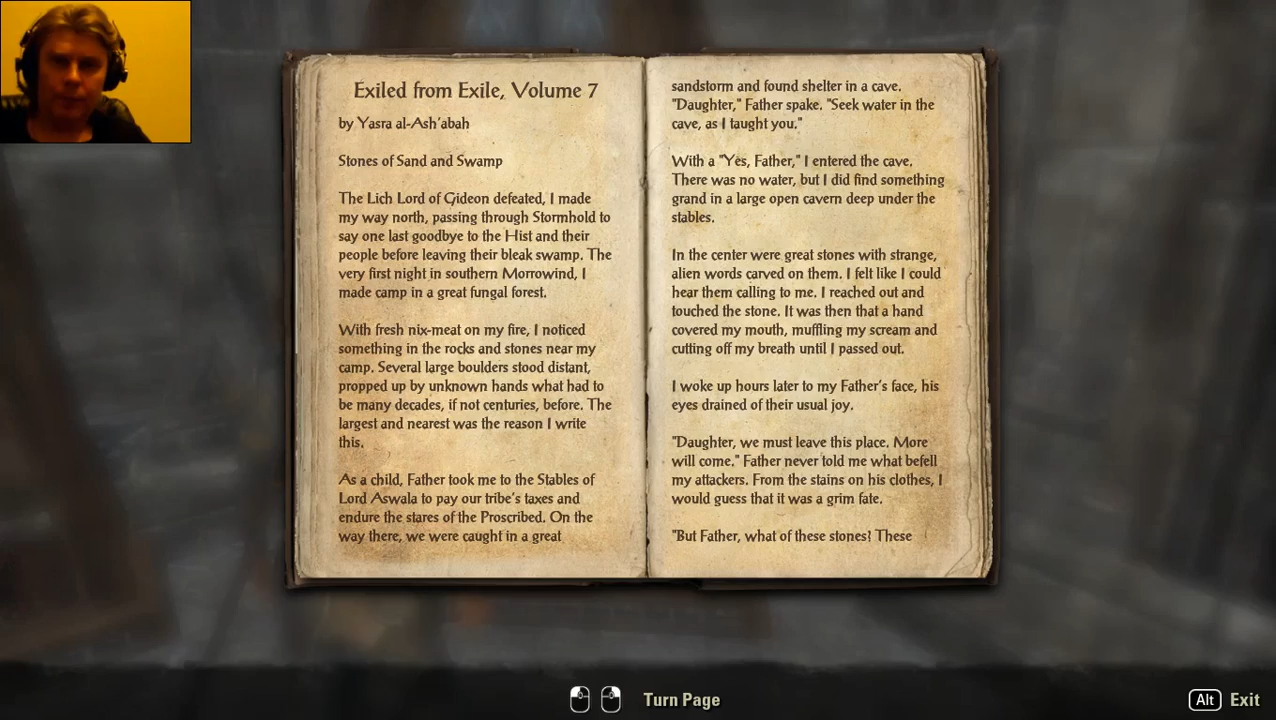 Exiled from Exile, Volume 7
by Yasra al-Ash'abah
Stones of Sand and Swamp
The Lich Lord of Gideon defeated, I made
my way north, passing through Stormhold to
say one last goodbye to the Hist and their
people before leaving their bleak swamp. The
very first night in southern Morrowind, I
made camp in a great fungal forest.
With fresh nix-meat on my fire, I noticed
something in the rocks and stones near my
camp. Several large boulders stood distant,
propped up by unknown hands what had to
be many decades, if not centuries, before. The
largest and nearest was the reason I write
this.
As a child, Father took me to the Stables of
Lord Aswala to pay our tribe's taxes and
endure the stares of the Proscribed. On the
way there, we were caught in a great
sandstorm and found shelter in a cave.
"Daughter," Father spake. "Seek water in the
cave, as I taught you."
With a "Yes, Father," I entered the cave.
There was no water, but I did find something
grand in a large open cavern deep under the
stables.
In the center were great stones with strange,
alien words carved on them. I felt like I could
hear them calling to me. I reached out and
touched the stone. It was then that a hand
covered my mouth, muffling my scream and
cutting off my breath until I passed out.
I woke up hours later to my Father's face, his
eyes drained of their usual joy.
"Daughter, we must leave this place. More
will come." Father never told me what befell
my attackers. From the stains on his clothes, I
would guess that it was a grim fate.
"But Father, what of these stones? These
Turn Page
Alt Exit